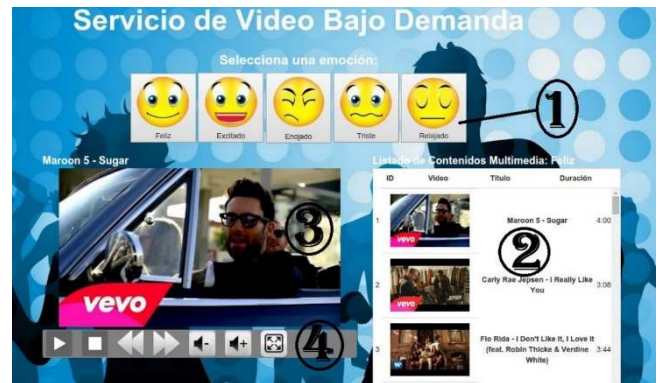 Servicio de Video Bajo Demanda
Selecciona una emoción:
Feliz
Excitado
Enojado
Triste
Relajado
1
Maroon 5 - Sugar
vevo
3
4
Listado de Contenidos Multimedia: Feliz
ID Video Título Duración
1 vevo Maroon 5 - Sugar 4:00
2
2 vevo Carly Rae Jepsen - I Really Like
You 3:08
3 Flo Rida - I Don't Like It, I Love It
(feat. Robin Thicke & Verdine 3:44
White)